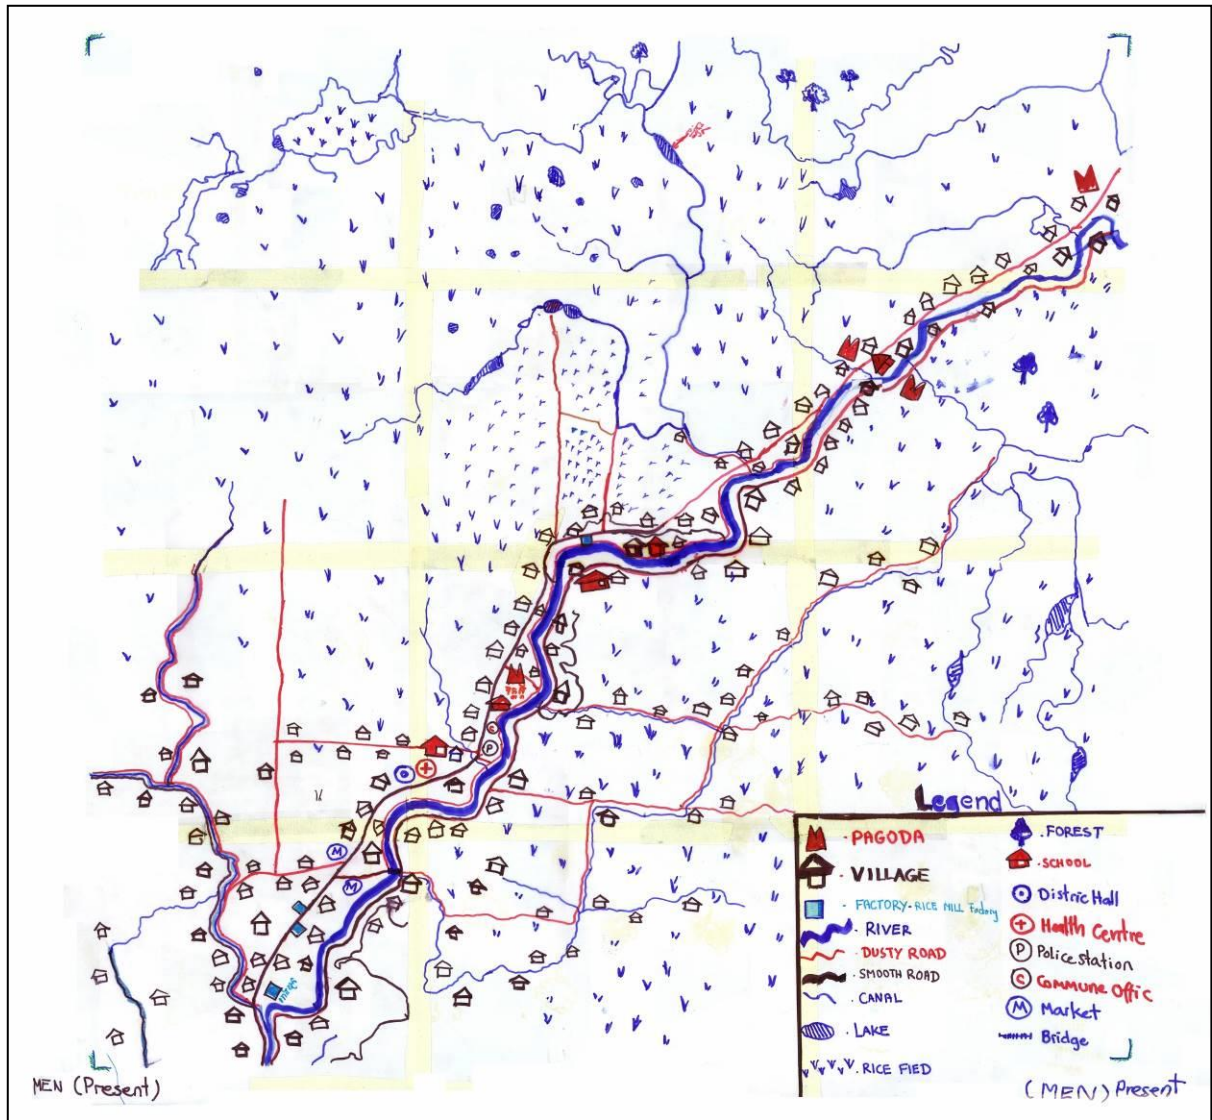 Legend
. PAGODA
. VILLAGE
. FACTORY-RICE MILL Factory
. RIVER
. DUSTY ROAD
. SMOOTH ROAD
. CANAL
. LAKE
. RICE FIED
. FOREST
. SCHOOL
Distric Hall
Health Centre
P Police station
C Commune Offic
M Market
Bridge
C
P
M
M
MEN (Present)
(MEN) Present